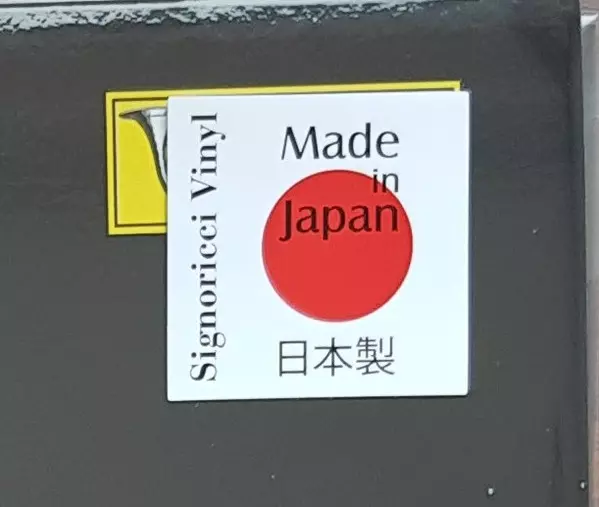 Signoricci Vinyl
Made
in
Japan
日本製